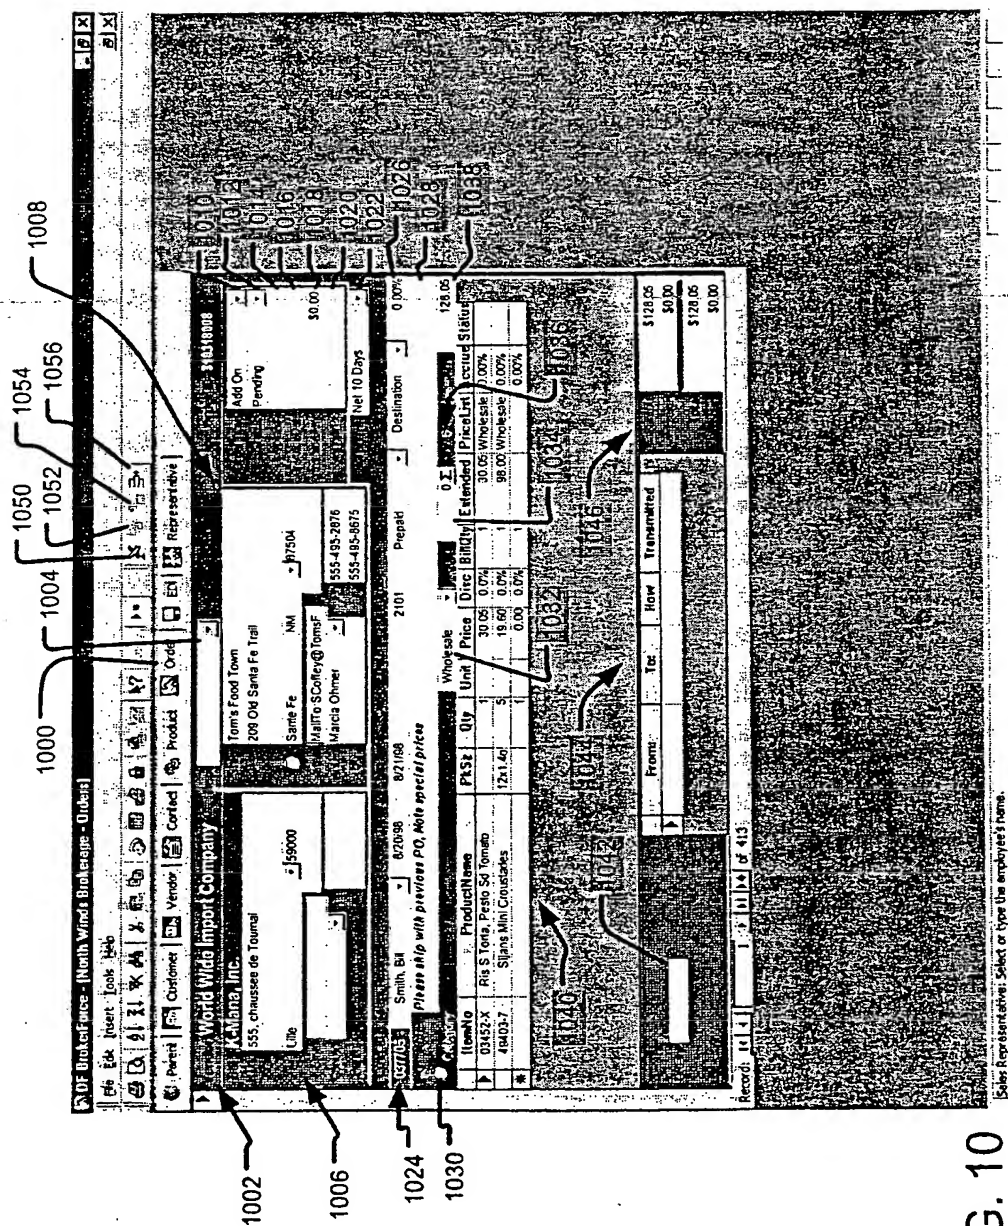 1000
1004
1050
1052
1054
1056
1008
1002
1006
1024
1030
BrokerForce - [North Winds Brokerage - Orders]
File Edit Insert Tools Help
Parent Customer Vendor Contact Product Order EDI Representative
World Wide Import Company
X-Mana, Inc.
555, chaussee de Tournai
Lille
59000
Tom's Food Town
200 Old Santa Fe Trail
Santa Fe NM 87504
MailTo SCoffey@TomsF
Marcia Ohmer
555-495-2876
555-495-8675
Add On
Pending
$0.00
Net 10 Days
1010
1012
1014
1016
1018
1020
1022
1026
1028
1038
Smith, Bill 8/20/98 8/21/98 2101 Prepaid Destination 0.00%
Please ship with previous PO, Note special prices
Wholesale 0 Σ 128.05
ItemNo ProductName PkSz Qty Unit Price Disc BillQty Extended PriceList Status
03452-X Ris S Torta, Pesto Sd Tomato 1 30.05 0.0% 1 30.05 Wholesale 0.00%
49403-7 Siljans Mini Croustades 12x1.4o 5 19.60 0.0% 98.00 Wholesale 0.00%
1 0.00 0.0% 0.00%
1040
1042
1044
1032
1046
1034
1036
From: To: How Transmitted
$128.05
$0.00
$128.05
$0.00
Record: 1 of 413
Sales Representatives: Select or type the employee's name.
G. 10